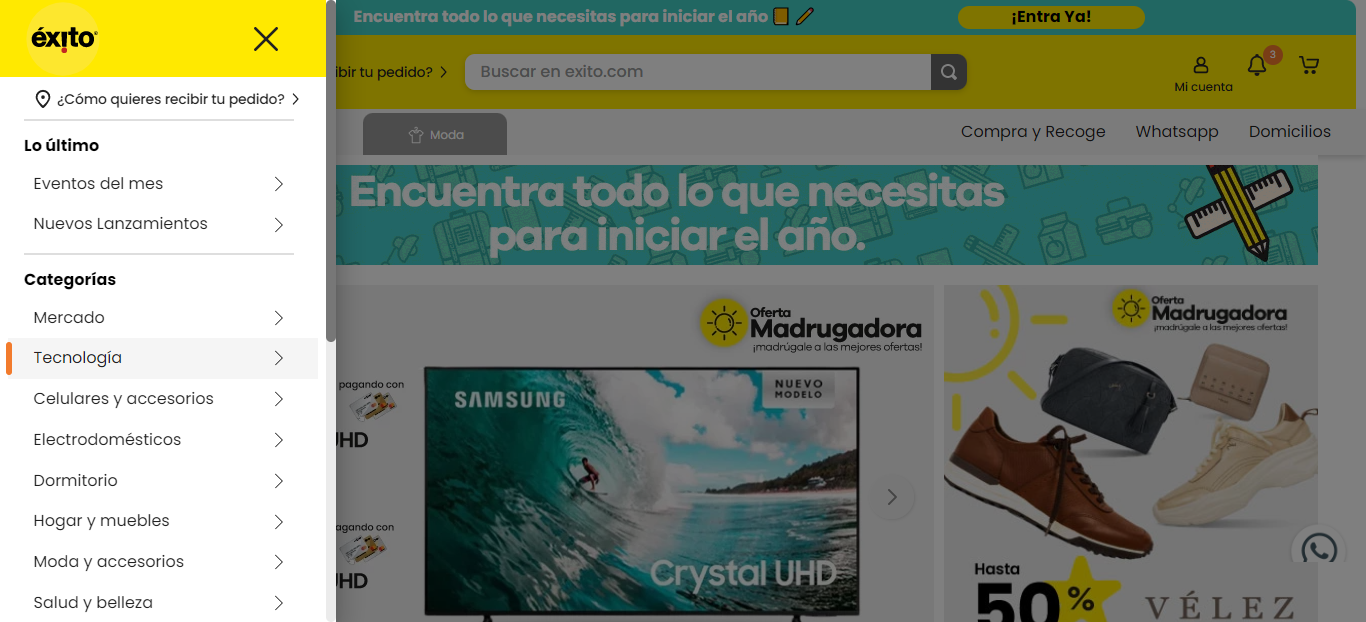 éxito
¿Cómo quieres recibir tu pedido?
Lo último
Eventos del mes
Nuevos Lanzamientos
Categorías
Mercado
Tecnología
Celulares y accesorios
Electrodomésticos
Dormitorio
Hogar y muebles
Moda y accesorios
Salud y belleza
Encuentra todo lo que necesitas para iniciar el año
¡Entra Ya!
ibir tu pedido?
Buscar en exito.com
Mi cuenta
3
Moda
Compra y Recoge
Whatsapp
Domicilios
Encuentra todo lo que necesitas
para iniciar el año.
Oferta
Madrugadora
¡madrúgale a las mejores ofertas!
pagando con
UHD
pagando con
UHD
SAMSUNG
NUEVO
MODELO
Crystal UHD
Oferta
Madrugadora
¡madrúgale a las mejores ofertas!
Hasta
50%
VÉLEZ